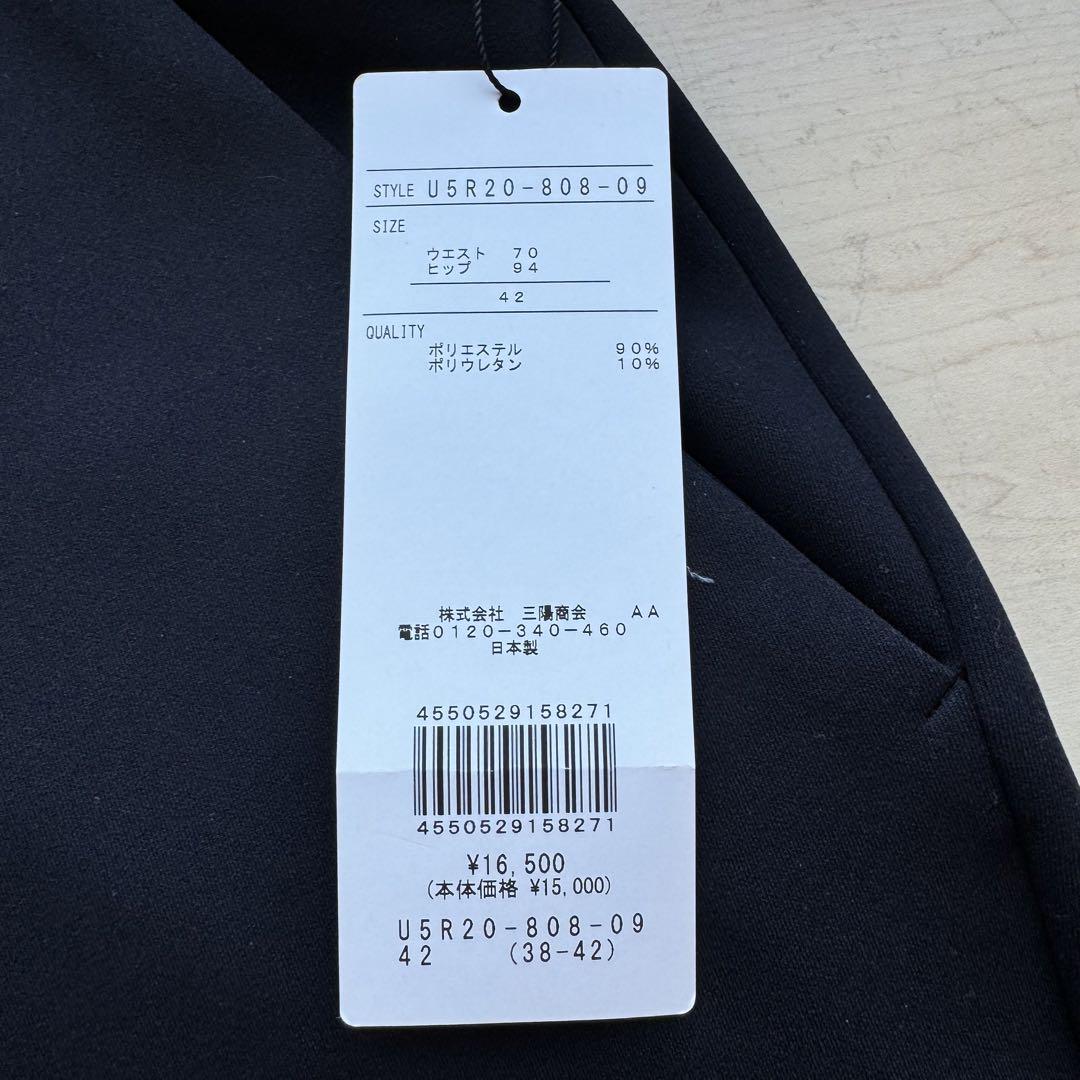 STYLE U5R20-808-09
SIZE
ウエスト 70
ヒップ 94
42
QUALITY
ポリエステル 90%
ポリウレタン 10%
株式会社 三陽商会 AA
電話0120-340-460
日本製
4550529158271
4550529158271
¥16,500
(本体価格 ¥15,000)
U5R20-808-09
42 (38-42)